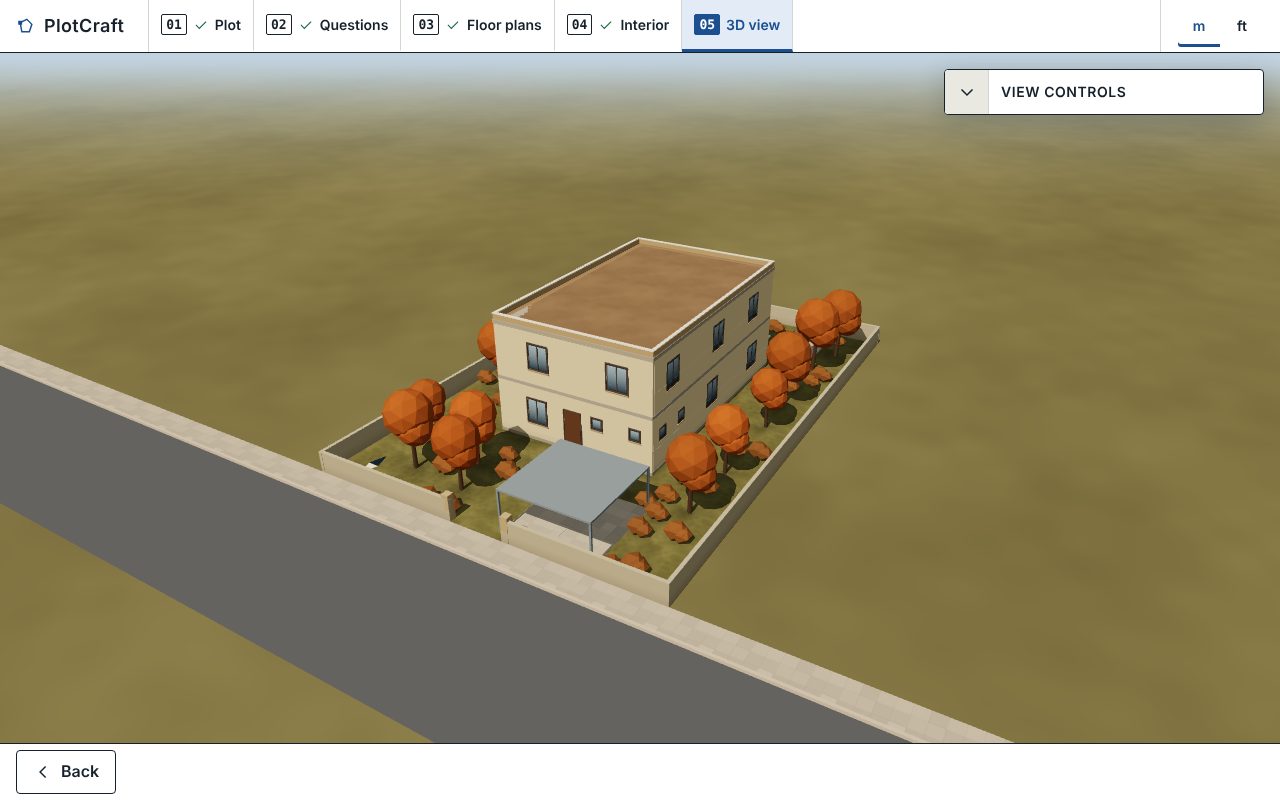 PlotCraft
01 Plot
02 Questions
03 Floor plans
04 Interior
05 3D view
m
ft
VIEW CONTROLS
Back